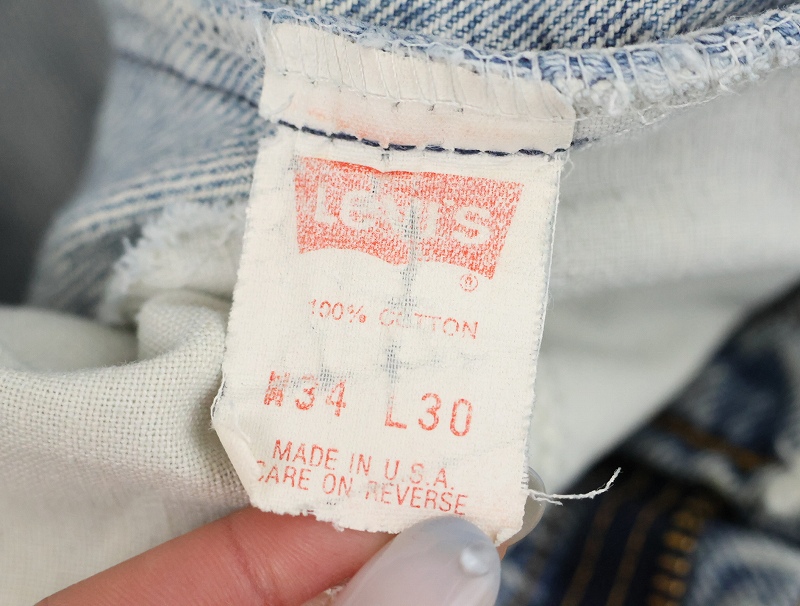 Levi's
®
100% COTTON
W34 L30
MADE IN U.S.A.
CARE ON REVERSE